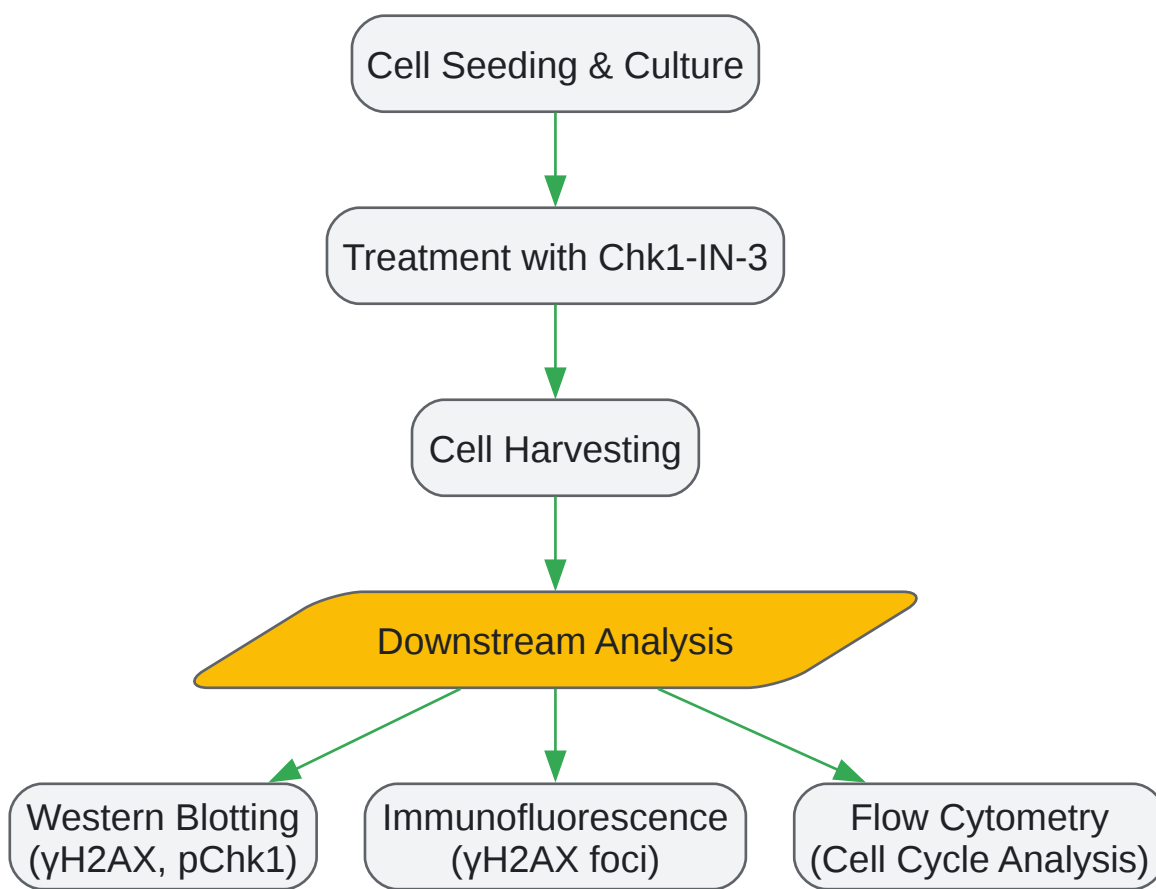 Cell Seeding & Culture
Treatment with Chk1-IN-3
Cell Harvesting
Downstream Analysis
Western Blotting
(γH2AX, pChk1)
Immunofluorescence
(γH2AX foci)
Flow Cytometry
(Cell Cycle Analysis)